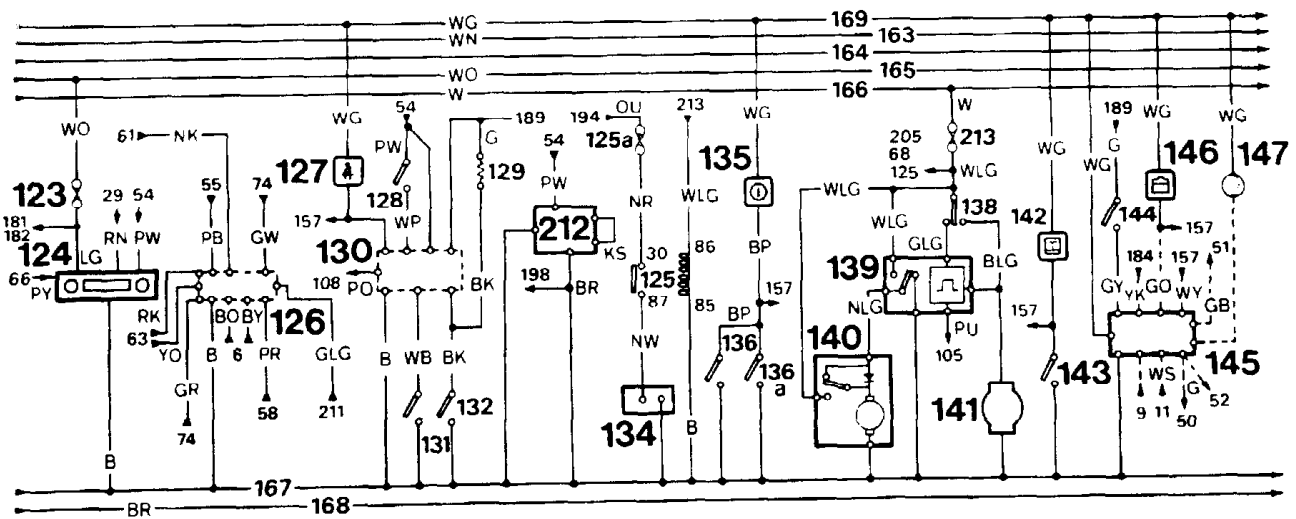 WG 169
WN 163
164
WO 165
W 166
WO
61 NK
WG
54
PW
G
189
194 OU
125a
213
WG
W
213
205
68
125
WLG
WG
189
G
WG
WG
146
WG
147
123
181
182
124
LG
29
RN
54
PW
55
PB
74
GW
127
128
157
WP
129
54
PW
212
KS
NR
WLG
135
WLG
WLG
138
142
144
157
130
66
PY
108
PO
BK
198
BR
30
125
87
86
85
BP
157
139
GLG
BLG
NLG
157
GY
184
YK
GO
157
WY
51
GB
RK
63
YO
BO
BY
126
6
B
PR
GLG
B
WB
BK
NW
BP
136
136
a
140
PU
105
143
WS
G
145
GR
74
58
211
131
132
134
B
141
9
11
50
52
B
167
BR
168